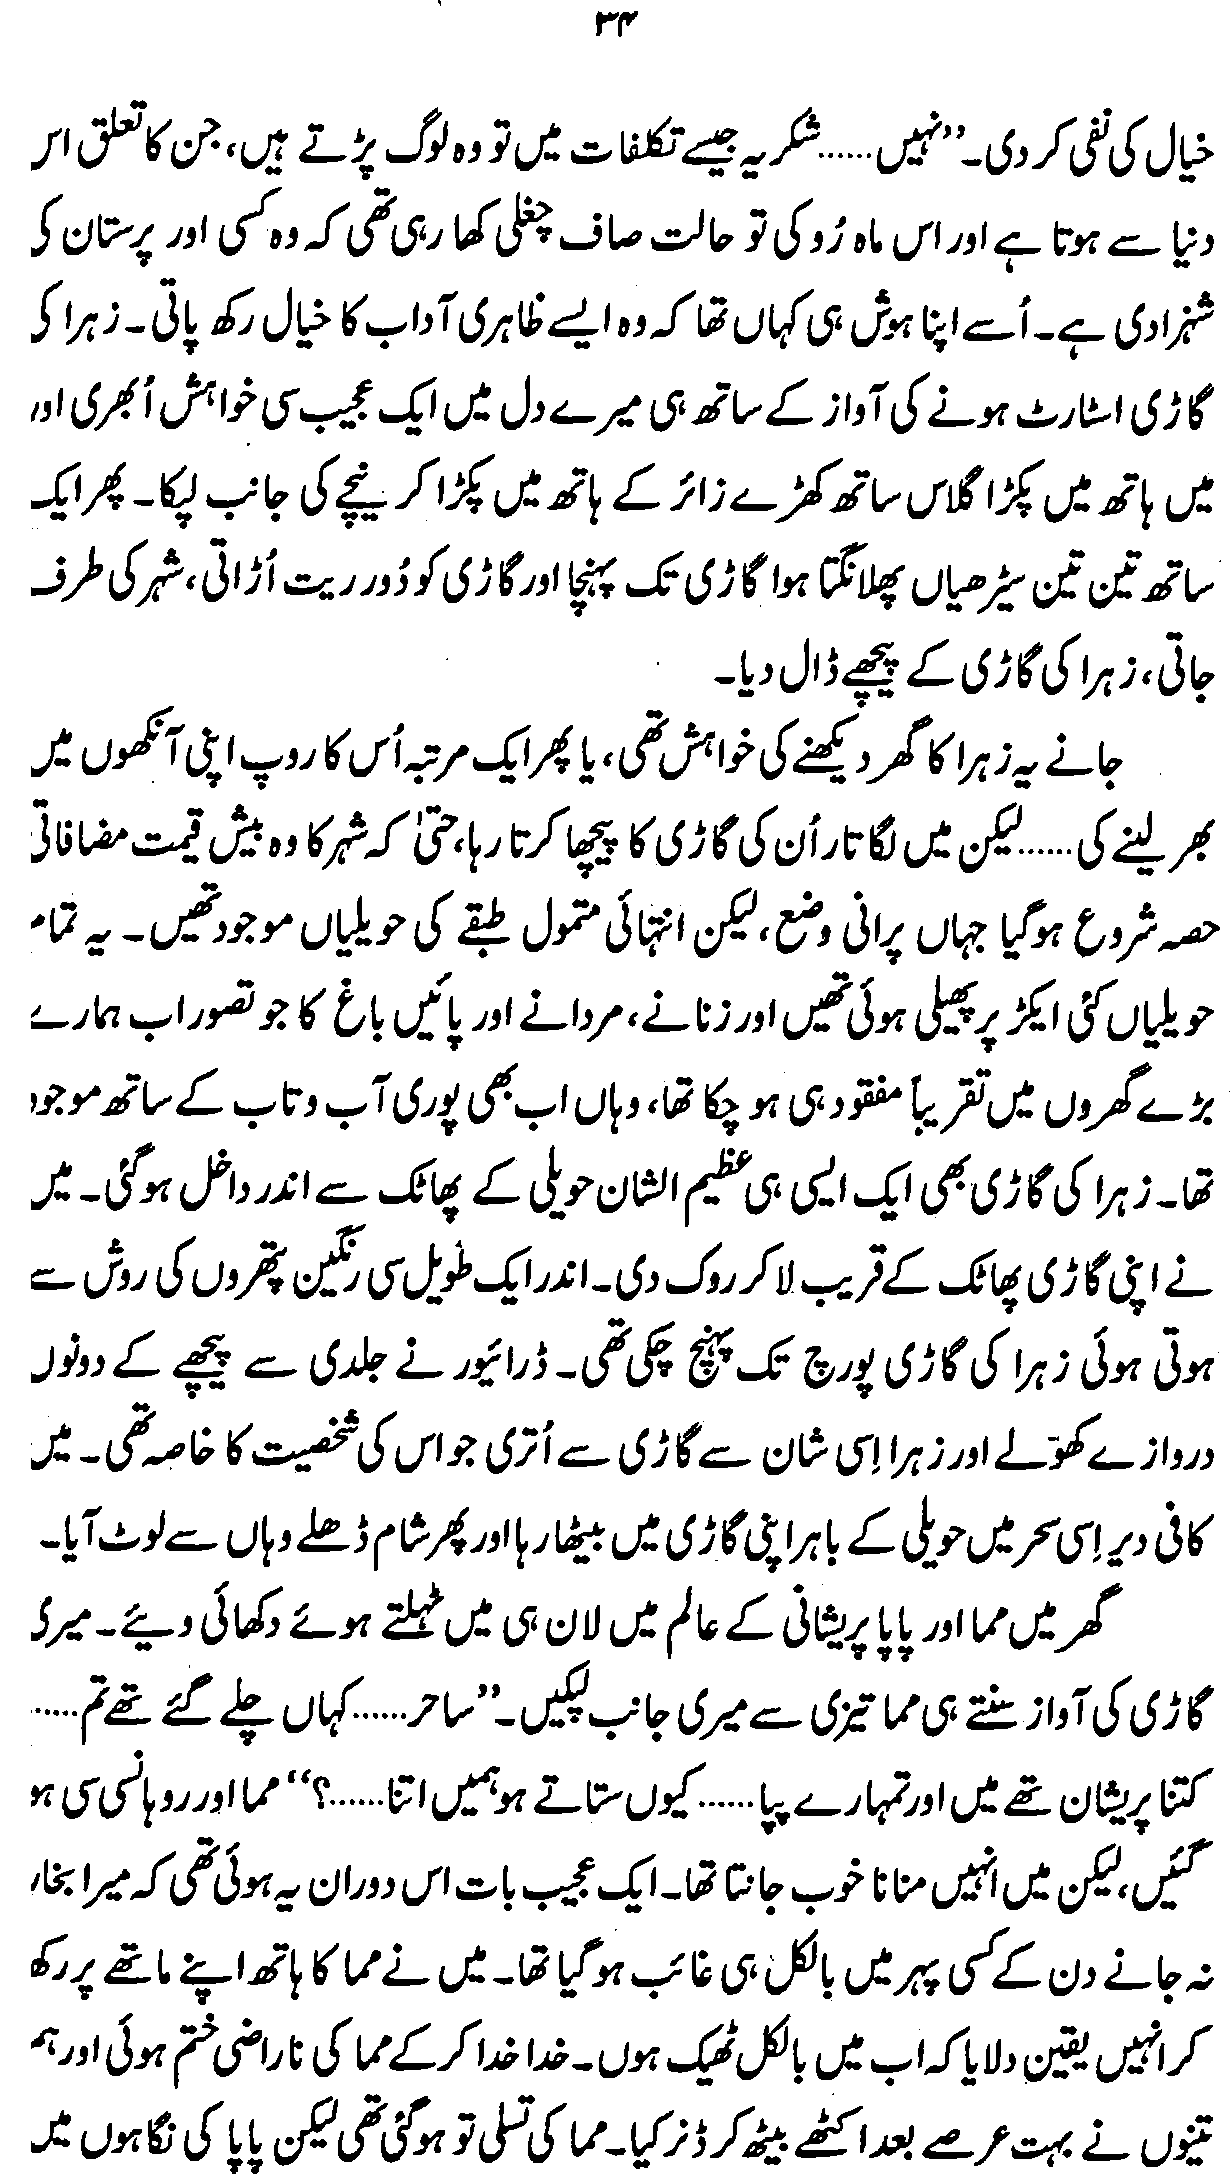 ۳۴
خیال کی نفی کر دی۔ ”نہیں......شکریہ جیسے تکلفات میں تو وہ لوگ پڑتے ہیں، جن کا تعلق اس
دنیا سے ہوتا ہے اور اس ماہ رُو کی تو حالت صاف چغلی کھا رہی تھی کہ وہ کسی اور پرستان کی
شہزادی ہے۔ اُسے اپنا ہوش ہی کہاں تھا کہ وہ ایسے ظاہری آداب کا خیال رکھ پاتی۔ زہرا کی
گاڑی اسٹارٹ ہونے کی آواز کے ساتھ ہی میرے دل میں ایک عجیب سی خواہش اُبھری اور
میں ہاتھ میں پکڑا گلاس ساتھ کھڑے زائر کے ہاتھ میں پکڑا کر نیچے کی جانب لپکا۔ پھر ایک
ساتھ تین تین سیڑھیاں پھلانگتا ہوا گاڑی تک پہنچا اور گاڑی کو دُور ریت اُڑاتی، شہر کی طرف
جاتی، زہرا کی گاڑی کے پیچھے ڈال دیا۔
جانے یہ زہرا کا گھر دیکھنے کی خواہش تھی، یا پھر ایک مرتبہ اُس کا روپ اپنی آنکھوں میں
بھر لینے کی......لیکن میں لگاتار اُن کی گاڑی کا پیچھا کرتا رہا، حتیٰ کہ شہر کا وہ بیش قیمت مضافاتی
حصہ شروع ہوگیا جہاں پرانی وضع، لیکن انتہائی متمول طبقے کی حویلیاں موجود تھیں۔ یہ تمام
حویلیاں کئی ایکڑ پر پھیلی ہوئی تھیں اور زنانے، مردانے اور پائیں باغ کا جو تصور اب ہمارے
بڑے گھروں میں تقریباً مفقود ہی ہو چکا تھا، وہاں اب بھی پوری آب و تاب کے ساتھ موجود
تھا۔ زہرا کی گاڑی بھی ایک ایسی ہی عظیم الشان حویلی کے پھاٹک سے اندر داخل ہوگئی۔ میں
نے اپنی گاڑی پھاٹک کے قریب لا کر روک دی۔ اندر ایک طویل سی رنگین پتھروں کی روش سے
ہوتی ہوئی زہرا کی گاڑی پورچ تک پہنچ چکی تھی۔ ڈرائیور نے جلدی سے پیچھے کے دونوں
دروازے کھولے اور زہرا اِسی شان سے گاڑی سے اُتری جو اس کی شخصیت کا خاصہ تھی۔ میں
کافی دیر اِسی سحر میں حویلی کے باہر اپنی گاڑی میں بیٹھا رہا اور پھر شام ڈھلے وہاں سے لوٹ آیا۔
گھر میں مما اور پاپا پریشانی کے عالم میں لان ہی میں ٹہلتے ہوئے دکھائی دیئے۔ میری
گاڑی کی آواز سنتے ہی مما تیزی سے میری جانب لپکیں۔ ”ساحر......کہاں چلے گئے تھے تم......
کتنا پریشان تھے میں اور تمہارے پپا......کیوں ستاتے ہو ہمیں اتنا......؟“ مما اور روہانسی سی ہو
گئیں، لیکن میں انہیں منانا خوب جانتا تھا۔ ایک عجیب بات اس دوران یہ ہوئی تھی کہ میرا بخار
نہ جانے دن کے کسی پہر میں بالکل ہی غائب ہو گیا تھا۔ میں نے مما کا ہاتھ اپنے ماتھے پر رکھ
کر انہیں یقین دلایا کہ اب میں بالکل ٹھیک ہوں۔ خدا خدا کر کے مما کی ناراضی ختم ہوئی اور ہم
تینوں نے بہت عرصے بعد اکٹھے بیٹھ کر ڈنر کیا۔ مما کی تسلی تو ہو گئی تھی لیکن پاپا کی نگاہوں میں